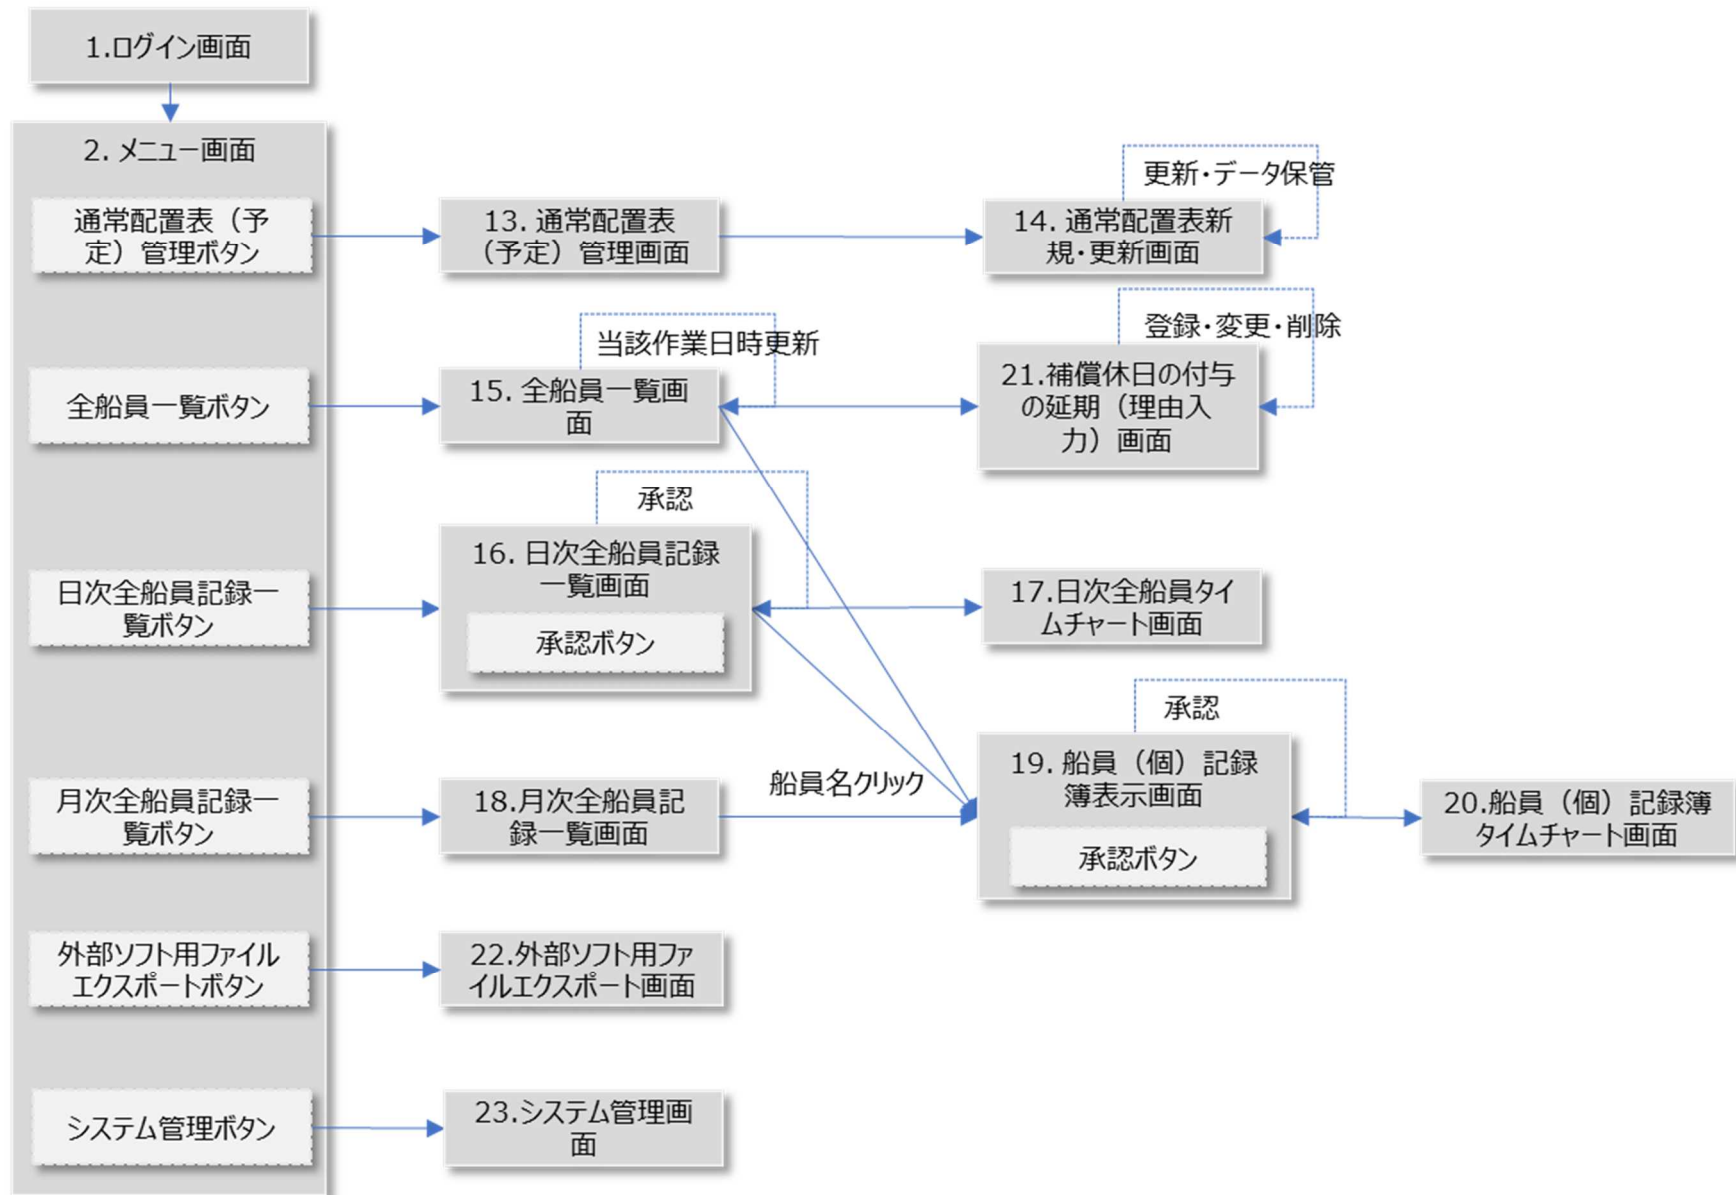 1.ログイン画面
2. メニュー画面
通常配置表（予
定）管理ボタン
13. 通常配置表
（予定）管理画面
更新・データ保管
14. 通常配置表新
規・更新画面
全船員一覧ボタン
当該作業日時更新
15. 全船員一覧画
面
登録・変更・削除
21.補償休日の付与
の延期（理由入
力）画面
日次全船員記録一
覧ボタン
承認
16. 日次全船員記録
一覧画面
承認ボタン
17.日次全船員タイ
ムチャート画面
月次全船員記録一
覧ボタン
18.月次全船員記
録一覧画面
船員名クリック
承認
19. 船員（個）記録
簿表示画面
承認ボタン
20.船員（個）記録簿
タイムチャート画面
外部ソフト用ファイル
エクスポートボタン
22.外部ソフト用ファ
イルエクスポート画面
システム管理ボタン
23.システム管理画
面